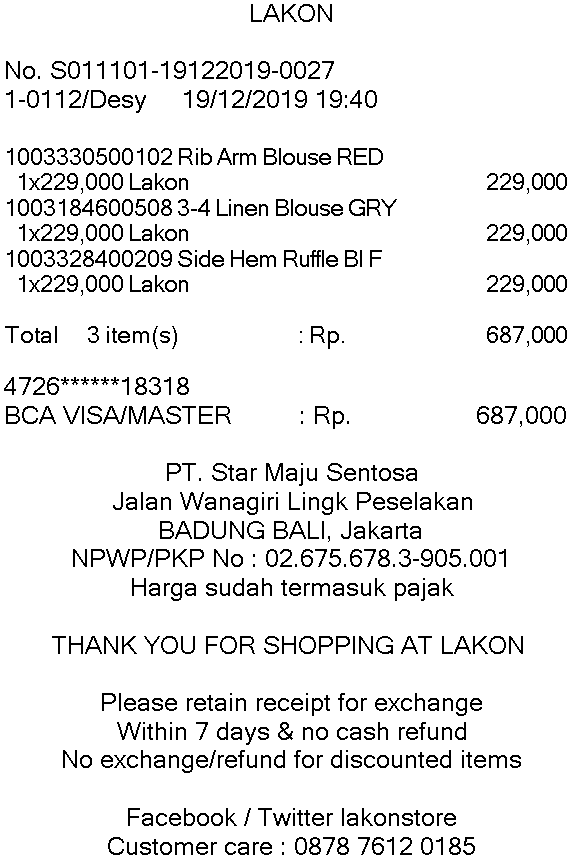 LAKON
No. S011101-19122019-0027
1-0112/Desy 19/12/2019 19:40
1003330500102 Rib Arm Blouse RED
1x229,000 Lakon 229,000
1003184600508 3-4 Linen Blouse GRY
1x229,000 Lakon 229,000
1003328400209 Side Hem Ruffle Bl F
1x229,000 Lakon 229,000
Total 3 item(s) : Rp. 687,000
4726******18318
BCA VISA/MASTER : Rp. 687,000
PT. Star Maju Sentosa
Jalan Wanagiri Lingk Peselakan
BADUNG BALI, Jakarta
NPWP/PKP No : 02.675.678.3-905.001
Harga sudah termasuk pajak
THANK YOU FOR SHOPPING AT LAKON
Please retain receipt for exchange
Within 7 days & no cash refund
No exchange/refund for discounted items
Facebook / Twitter lakonstore
Customer care : 0878 7612 0185